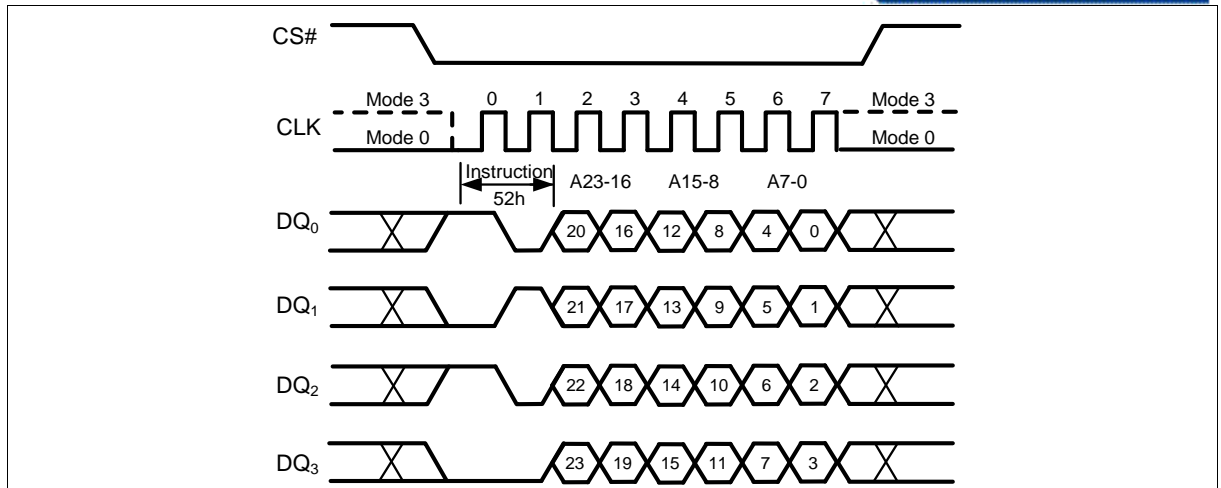 CS#
0 1 2 3 4 5 6 7
Mode 3 Mode 3
CLK
Mode 0 Mode 0
Instruction
A23-16 A15-8 A7-0
52h
DQ0 20 16 12 8 4 0
DQ1 21 17 13 9 5 1
DQ2 22 18 14 10 6 2
DQ3 23 19 15 11 7 3